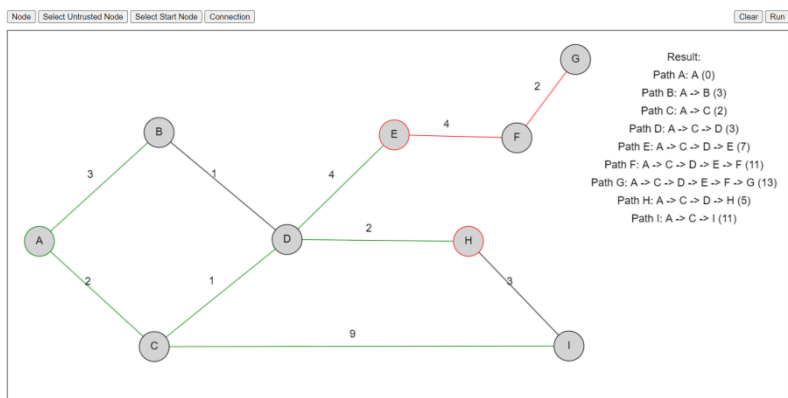 Node Select Untrusted Node Select Start Node Connection Clear Run
G
2
B
E
4
F
3
1
4
A
D
2
H
2
1
3
9
C
I
Result:
Path A: A (0)
Path B: A -> B (3)
Path C: A -> C (2)
Path D: A -> C -> D (3)
Path E: A -> C -> D -> E (7)
Path F: A -> C -> D -> E -> F (11)
Path G: A -> C -> D -> E -> F -> G (13)
Path H: A -> C -> D -> H (5)
Path I: A -> C -> I (11)